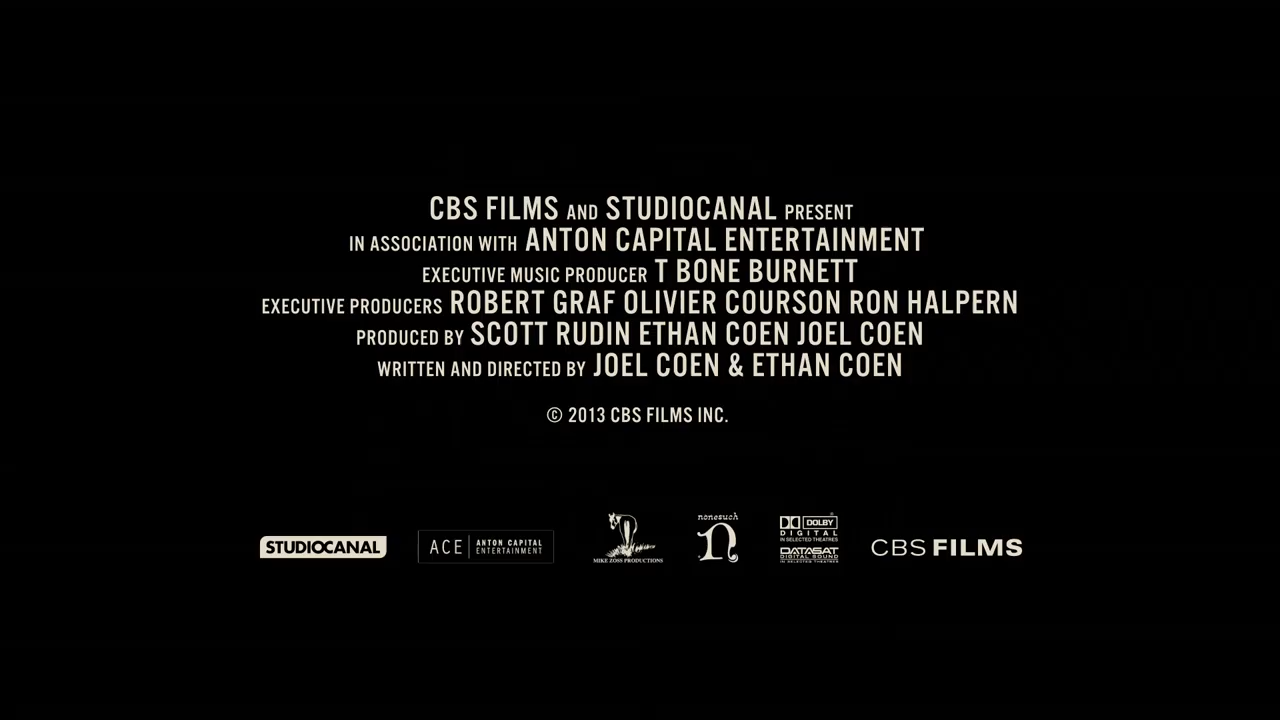 CBS FILMS AND STUDIOCANAL PRESENT
IN ASSOCIATION WITH ANTON CAPITAL ENTERTAINMENT
EXECUTIVE MUSIC PRODUCER T BONE BURNETT
EXECUTIVE PRODUCERS ROBERT GRAF OLIVIER COURSON RON HALPERN
PRODUCED BY SCOTT RUDIN ETHAN COEN JOEL COEN
WRITTEN AND DIRECTED BY JOEL COEN & ETHAN COEN
© 2013 CBS FILMS INC.
STUDIOCANAL
ACE
ANTON CAPITAL
ENTERTAINMENT
MIKE ZOSS PRODUCTIONS
nonesuch
n
DOLBY
DIGITAL
IN SELECTED THEATRES
DATASAT
DIGITAL SOUND
IN SELECTED THEATRES
CBS FILMS